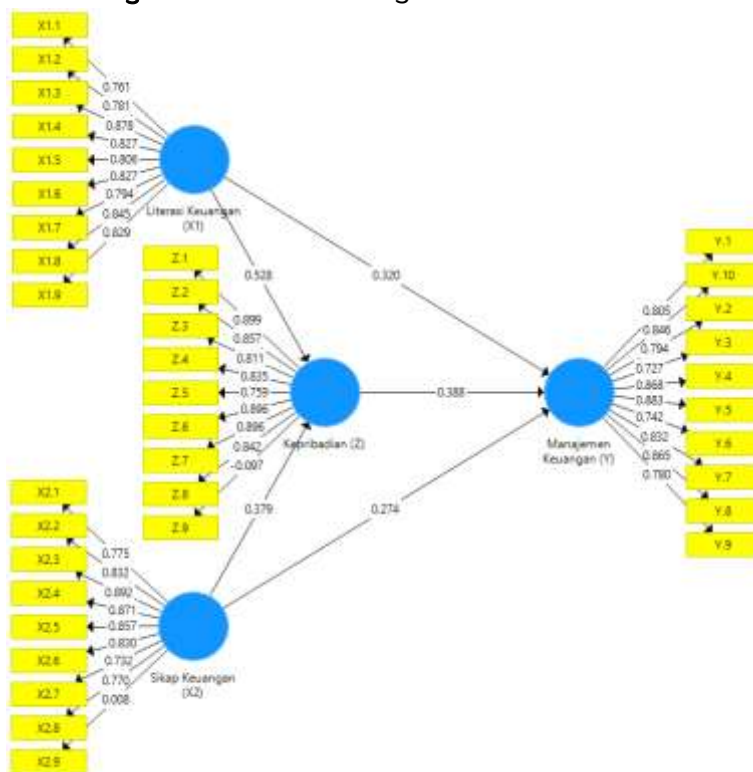 X1.1
X1.2
X1.3
X1.4
X1.5
X1.6
X1.7
X1.8
X1.9
0.761
0.781
0.878
0.827
0.806
0.827
0.794
0.845
0.829
Literasi Keuangan
(X1)
0.528
0.320
Z.1
Z.2
Z.3
Z.4
Z.5
Z.6
Z.7
Z.8
Z.9
0.899
0.857
0.811
0.835
0.759
0.896
0.896
0.842
-0.097
Kepribadian (Z)
0.388
0.379
0.274
Y.1
Y.10
Y.2
Y.3
Y.4
Y.5
Y.6
Y.7
Y.8
Y.9
0.805
0.846
0.794
0.727
0.868
0.883
0.742
0.832
0.865
0.780
Manajemen
Keuangan (Y)
X2.1
X2.2
X2.3
X2.4
X2.5
X2.6
X2.7
X2.8
X2.9
0.775
0.832
0.892
0.871
0.857
0.830
0.732
0.770
0.008
Sikap Keuangan
(X2)